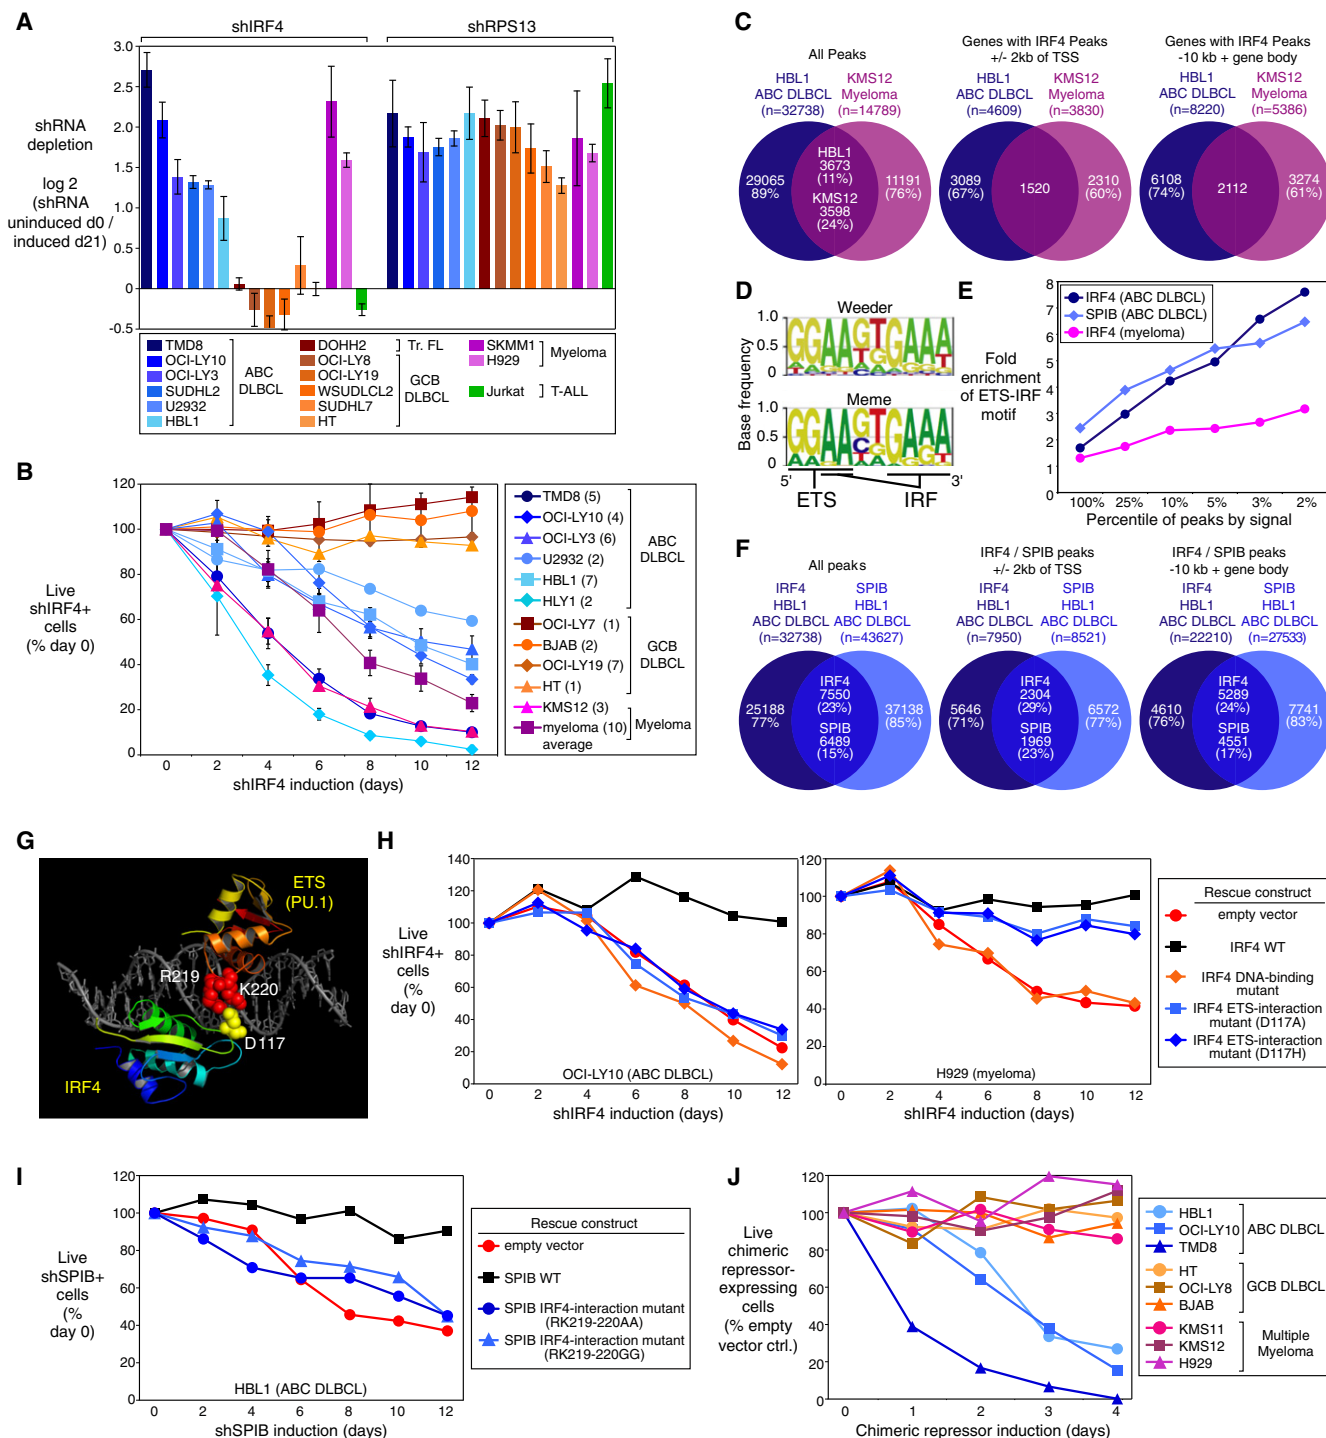 A
shIRF4
shRPS13
3.0
2.5
2.0
1.5
1.0
0.5
0
-0.5
shRNA
depletion
log 2
(shRNA
uninduced d0 /
induced d21)
TMD8
OCI-LY10
OCI-LY3
SUDHL2
U2932
HBL1
ABC
DLBCL
DOHH2
OCI-LY8
OCI-LY19
WSUDLCL2
SUDHL7
HT
Tr. FL
GCB
DLBCL
SKMM1
H929
Myeloma
Jurkat
T-ALL
B
120
100
80
60
40
20
0
Live
shIRF4+
cells
(% day 0)
0 2 4 6 8 10 12
shIRF4 induction (days)
TMD8 (5)
OCI-LY10 (4)
OCI-LY3 (6)
U2932 (2)
HBL1 (7)
HLY1 (2
ABC
DLBCL
OCI-LY7 (1)
BJAB (2)
OCI-LY19 (7)
HT (1)
GCB
DLBCL
KMS12 (3)
myeloma (10)
average
Myeloma
C
All Peaks
HBL1
ABC DLBCL
(n=32738)
KMS12
Myeloma
(n=14789)
29065
89%
HBL1
3673
(11%)
KMS12
3598
(24%)
11191
(76%)
Genes with IRF4 Peaks
+/- 2kb of TSS
HBL1
ABC DLBCL
(n=4609)
KMS12
Myeloma
(n=3830)
3089
(67%)
1520
2310
(60%)
Genes with IRF4 Peaks
-10 kb + gene body
HBL1
ABC DLBCL
(n=8220)
KMS12
Myeloma
(n=5386)
6108
(74%)
2112
3274
(61%)
D
Weeder
1.0
0.5
0
Meme
1.0
0.5
0
Base frequency
5'
3'
ETS
IRF
E
8
7
6
5
4
3
2
1
0
Fold
enrichment
of ETS-IRF
motif
IRF4 (ABC DLBCL)
SPIB (ABC DLBCL)
IRF4 (myeloma)
100% 25% 10% 5% 3% 2%
Percentile of peaks by signal
F
All peaks
IRF4
HBL1
ABC DLBCL
(n=32738)
SPIB
HBL1
ABC DLBCL
(n=43627)
25188
77%
IRF4
7550
(23%)
SPIB
6489
(15%)
37138
(85%)
IRF4 / SPIB peaks
+/- 2kb of TSS
IRF4
HBL1
ABC DLBCL
(n=7950)
SPIB
HBL1
ABC DLBCL
(n=8521)
5646
(71%)
IRF4
2304
(29%)
SPIB
1969
(23%)
6572
(77%)
IRF4 / SPIB peaks
-10 kb + gene body
IRF4
HBL1
ABC DLBCL
(n=22210)
SPIB
HBL1
ABC DLBCL
(n=27533)
4610
(76%)
IRF4
5289
(24%)
SPIB
4551
(17%)
7741
(83%)
G
ETS
(PU.1)
R219
K220
D117
IRF4
H
140
120
100
80
60
40
20
0
Live
shIRF4+
cells
(%
day 0)
OCI-LY10 (ABC DLBCL)
0 2 4 6 8 10 12
shIRF4 induction (days)
120
100
80
60
40
20
0
H929 (myeloma)
0 2 4 6 8 10 12
shIRF4 induction (days)
Rescue construct
empty vector
IRF4 WT
IRF4 DNA-binding
mutant
IRF4 ETS-interaction
mutant (D117A)
IRF4 ETS-interaction
mutant (D117H)
I
120
100
80
60
40
20
0
Live
shSPIB+
cells
(%
day 0)
HBL1 (ABC DLBCL)
0 2 4 6 8 10 12
shSPIB induction (days)
Rescue construct
empty vector
SPIB WT
SPIB IRF4-interaction mutant
(RK219-220AA)
SPIB IRF4-interaction mutant
(RK219-220GG)
J
120
100
80
60
40
20
0
Live
chimeric
repressor-
expressing
cells
(% empty
vector ctrl.)
0 1 2 3 4
Chimeric repressor induction (days)
HBL1
OCI-LY10
TMD8
ABC DLBCL
HT
OCI-LY8
BJAB
GCB DLBCL
KMS11
KMS12
H929
Multiple
Myeloma